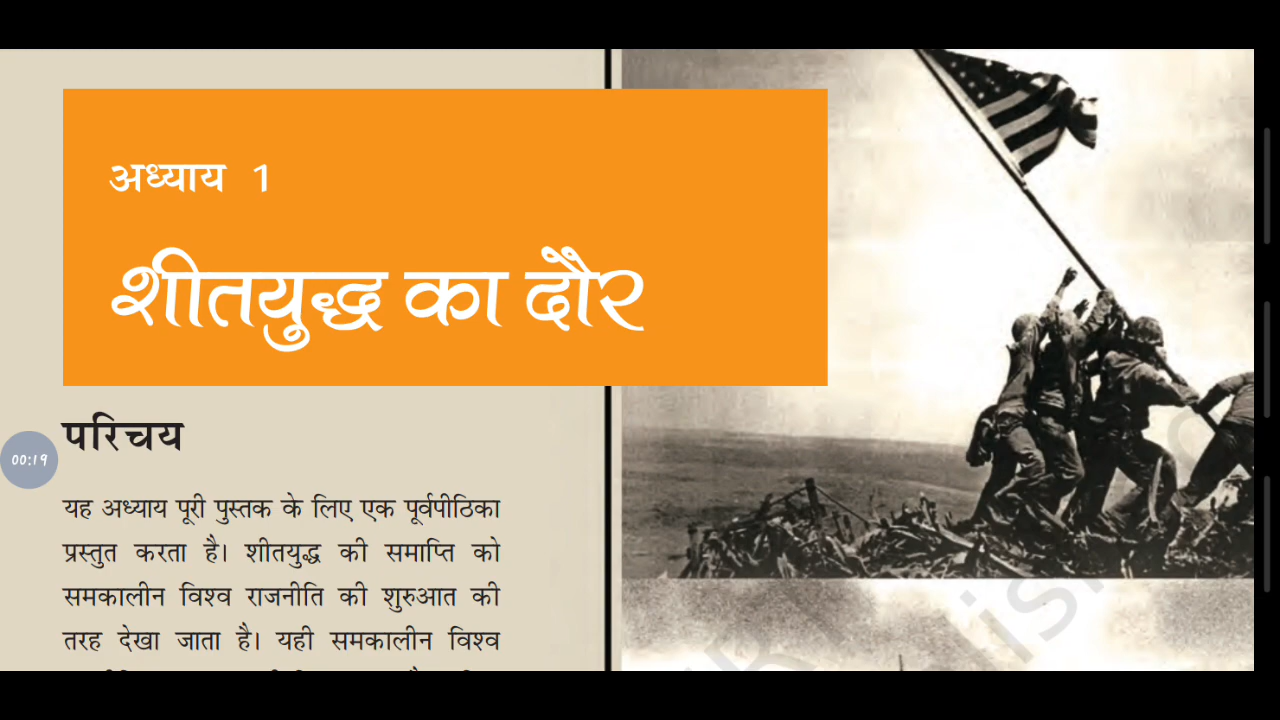 अध्याय 1
शीतयुद्ध का दौर
परिचय
00:19
यह अध्याय पूरी पुस्तक के लिए एक पूर्वपीठिका
प्रस्तुत करता है। शीतयुद्ध की समाप्ति को
समकालीन विश्व राजनीति की शुरुआत की
तरह देखा जाता है। यही समकालीन विश्व